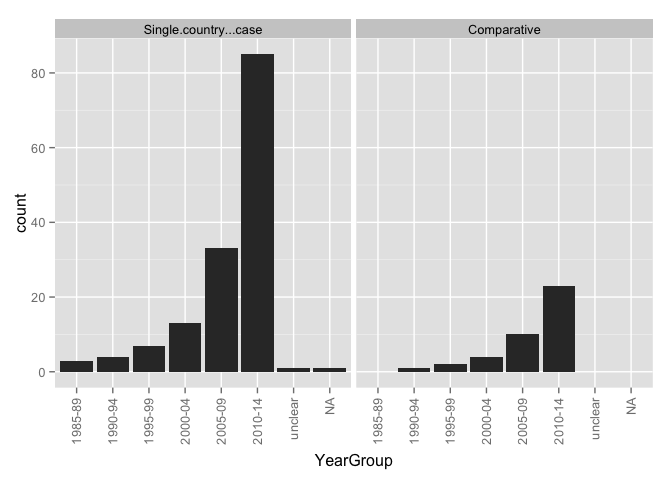 Single.country...case
Comparative
count
80
60
40
20
0
1985-89
1990-94
1995-99
2000-04
2005-09
2010-14
unclear
NA
1985-89
1990-94
1995-99
2000-04
2005-09
2010-14
unclear
NA
YearGroup